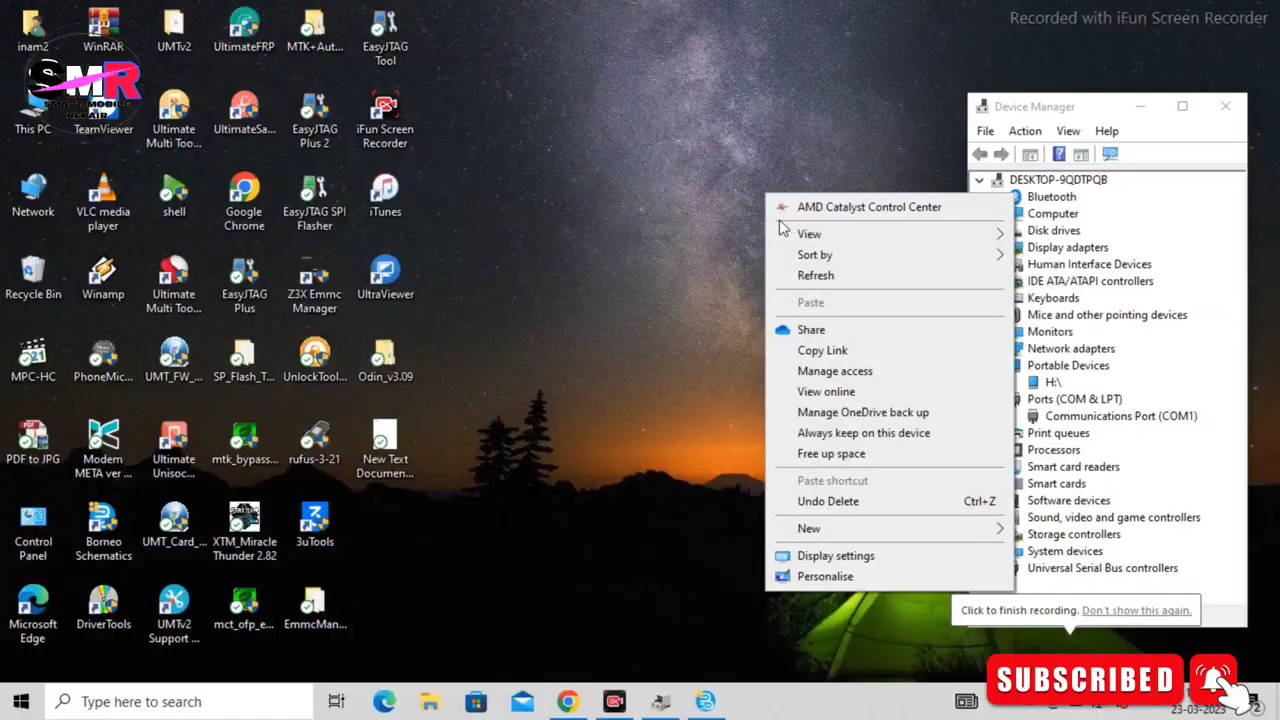 Recorded with iFun Screen Recorder
inam2
WinRAR
UMTv2
UltimateFRP
MTK+Aut...
EasyJTAG
Tool
SMR
SMART MOBILE
REPAIR
This PC
TeamViewer
Ultimate
Multi Too...
UltimateSa...
EasyJTAG
Plus 2
iFun Screen
Recorder
Network
VLC media
player
shell
Google
Chrome
EasyJTAG SPI
Flasher
iTunes
Recycle Bin
Winamp
Ultimate
Multi Too...
EasyJTAG
Plus
Z3X Emmc
Manager
UltraViewer
MPC-HC
PhoneMic...
UMT_FW_...
SP_Flash_T...
UnlockTool...
Odin_v3.09
PDF to JPG
Modem
META ver ...
Ultimate
Unisoc...
mtk_bypass...
rufus-3-21
New Text
Documen...
Control
Panel
Borneo
Schematics
UMT_Card_...
XTM_Miracle
Thunder 2.82
3uTools
Microsoft
Edge
DriverTools
UMTv2
Support ...
mct_ofp_e...
EmmcMan...
AMD Catalyst Control Center
View
Sort by
Refresh
Paste
Share
Copy Link
Manage access
View online
Manage OneDrive back up
Always keep on this device
Free up space
Paste shortcut
Undo Delete Ctrl+Z
New
Display settings
Personalise
Device Manager
File Action View Help
DESKTOP-9QDTPQB
Bluetooth
Computer
Disk drives
Display adapters
Human Interface Devices
IDE ATA/ATAPI controllers
Keyboards
Mice and other pointing devices
Monitors
Network adapters
Portable Devices
H:\
Ports (COM & LPT)
Communications Port (COM1)
Print queues
Processors
Smart card readers
Smart cards
Software devices
Sound, video and game controllers
Storage controllers
System devices
Universal Serial Bus controllers
Click to finish recording. Don't show this again.
SUBSCRIBED
Type here to search
23-03-2023
2